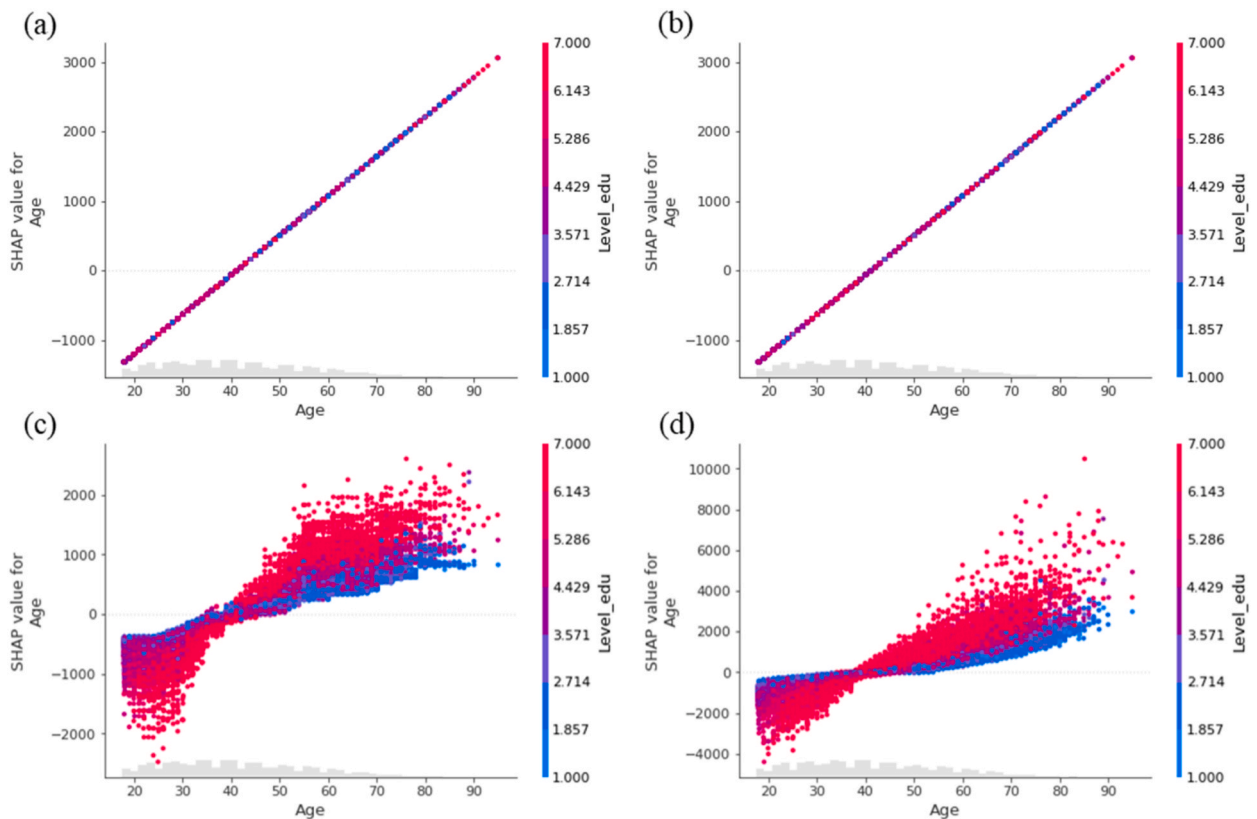 (a)
3000
2000
1000
0
−1000
SHAP value for
Age
20 30 40 50 60 70 80 90
Age
7.000
6.143
5.286
4.429
3.571
2.714
1.857
1.000
Level_edu
(b)
3000
2000
1000
0
−1000
SHAP value for
Age
20 30 40 50 60 70 80 90
Age
7.000
6.143
5.286
4.429
3.571
2.714
1.857
1.000
Level_edu
(c)
2000
1000
0
−1000
−2000
SHAP value for
Age
20 30 40 50 60 70 80 90
Age
7.000
6.143
5.286
4.429
3.571
2.714
1.857
1.000
Level_edu
(d)
10000
8000
6000
4000
2000
0
−2000
−4000
SHAP value for
Age
20 30 40 50 60 70 80 90
Age
7.000
6.143
5.286
4.429
3.571
2.714
1.857
1.000
Level_edu